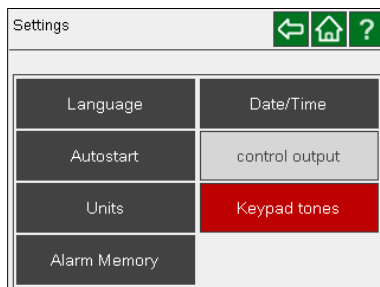 Settings
?
Language
Date/Time
Autostart
control output
Units
Keypad tones
Alarm Memory